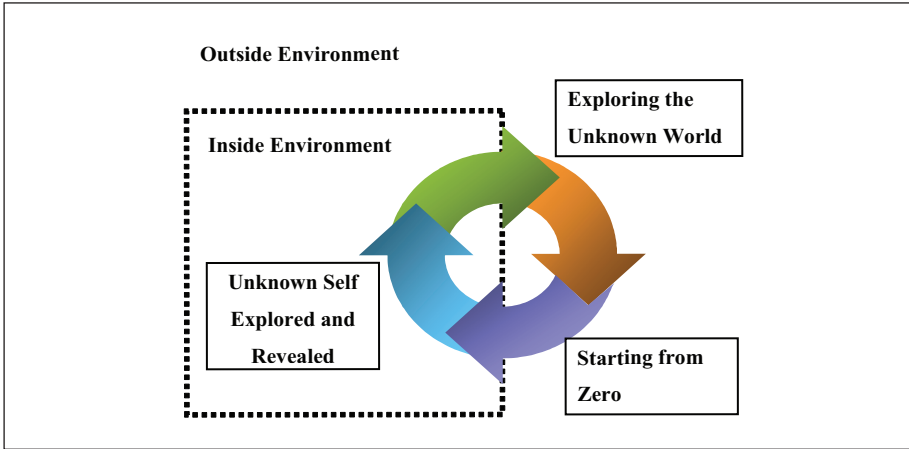 Outside Environment
Exploring the
Unknown World
Inside Environment
Unknown Self
Explored and
Revealed
Starting from
Zero